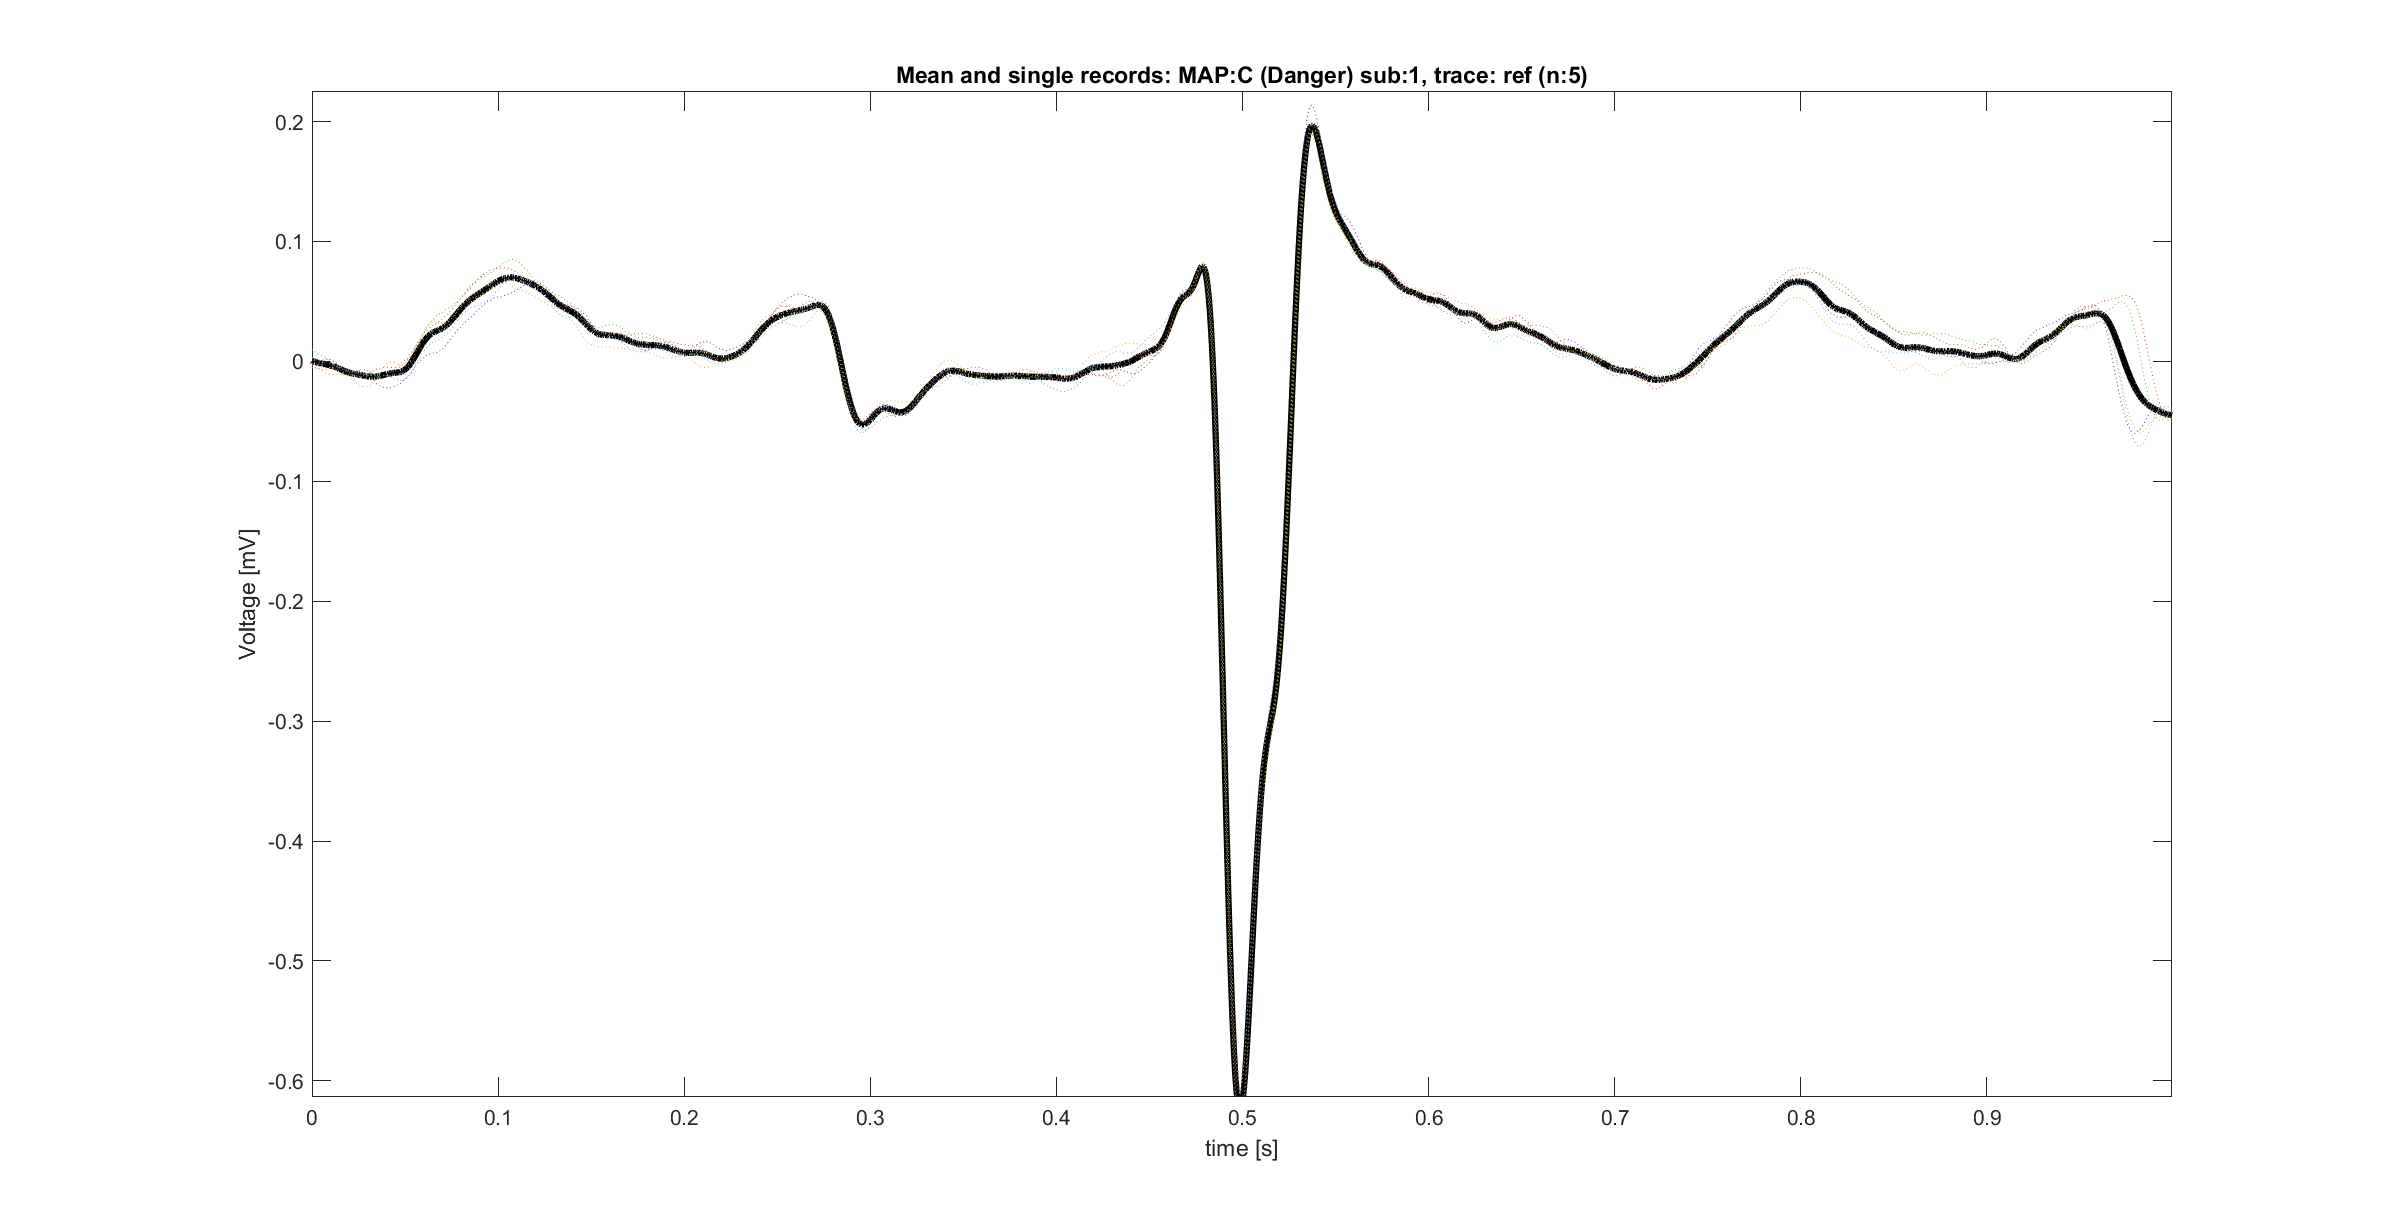 Mean and single records: MAP:C (Danger) sub:1, trace: ref (n:5)
0.2
0.1
0
-0.1
-0.2
-0.3
-0.4
-0.5
-0.6
Voltage [mV]
0 0.1 0.2 0.3 0.4 0.5 0.6 0.7 0.8 0.9
time [s]